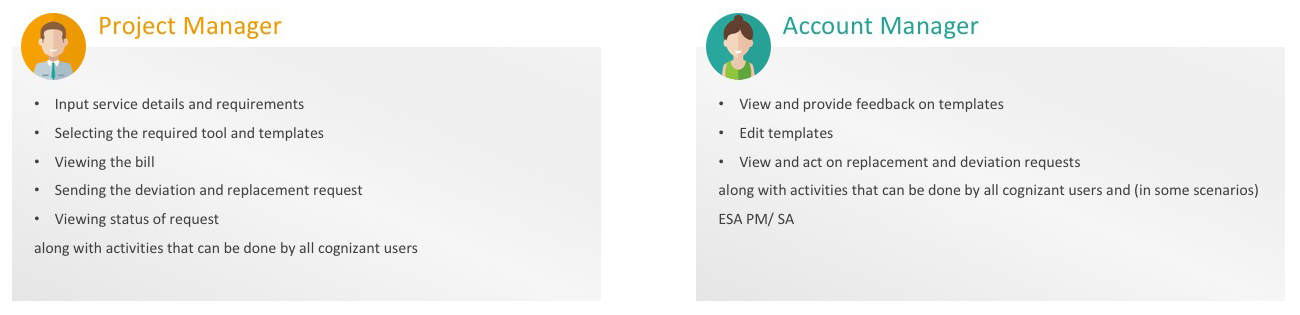 Project Manager
• Input service details and requirements
• Selecting the required tool and templates
• Viewing the bill
• Sending the deviation and replacement request
• Viewing status of request
along with activities that can be done by all cognizant users
Account Manager
• View and provide feedback on templates
• Edit templates
• View and act on replacement and deviation requests
along with activities that can be done by all cognizant users and (in some scenarios)
ESA PM/ SA